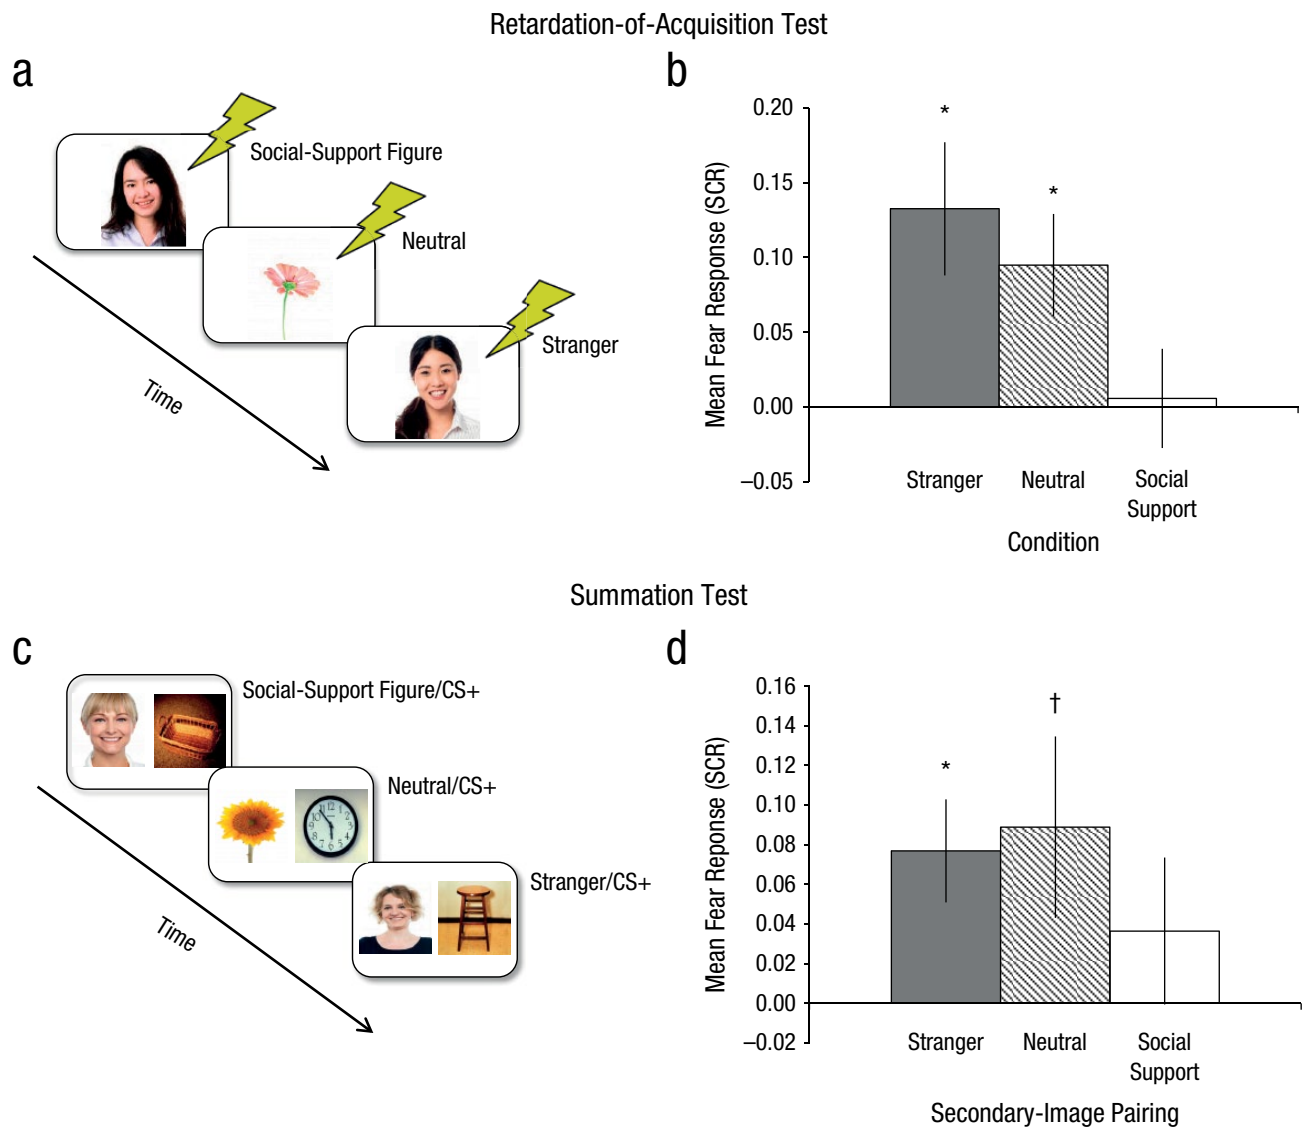 Retardation-of-Acquisition Test
a
Social-Support Figure
Neutral
Stranger
Time
b
Mean Fear Response (SCR)
0.20
0.15
0.10
0.05
0.00
–0.05
*
*
Stranger
Neutral
Social
Support
Condition
Summation Test
c
Social-Support Figure/CS+
Neutral/CS+
Stranger/CS+
Time
d
Mean Fear Reponse (SCR)
0.16
0.14
0.12
0.10
0.08
0.06
0.04
0.02
0.00
–0.02
*
†
Stranger
Neutral
Social
Support
Secondary-Image Pairing